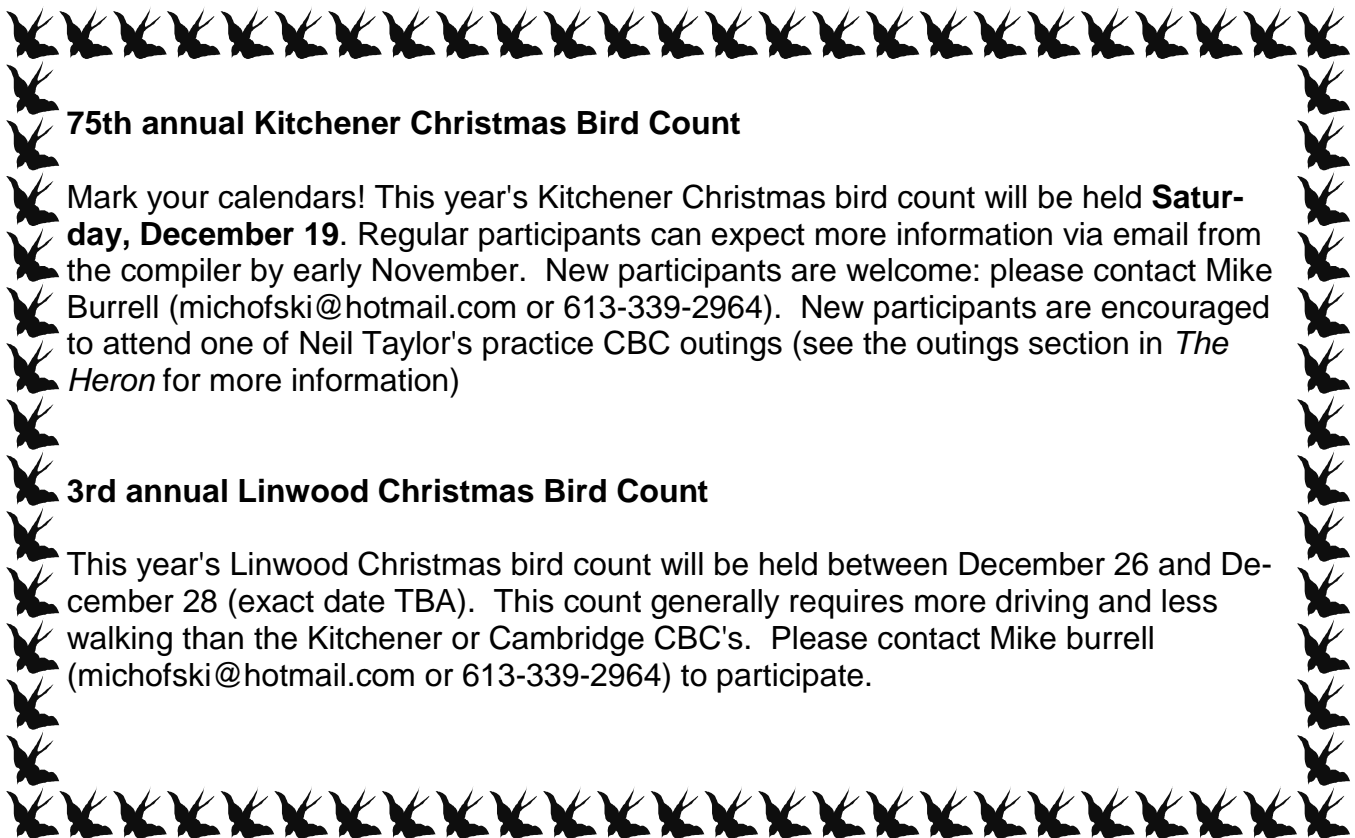 75th annual Kitchener Christmas Bird Count
Mark your calendars! This year's Kitchener Christmas bird count will be held Satur-
day, December 19. Regular participants can expect more information via email from
the compiler by early November.  New participants are welcome: please contact Mike
Burrell (michofski@hotmail.com or 613-339-2964).  New participants are encouraged
to attend one of Neil Taylor's practice CBC outings (see the outings section in The
Heron for more information)
3rd annual Linwood Christmas Bird Count
This year's Linwood Christmas bird count will be held between December 26 and De-
cember 28 (exact date TBA).  This count generally requires more driving and less
walking than the Kitchener or Cambridge CBC's.  Please contact Mike burrell
(michofski@hotmail.com or 613-339-2964) to participate.